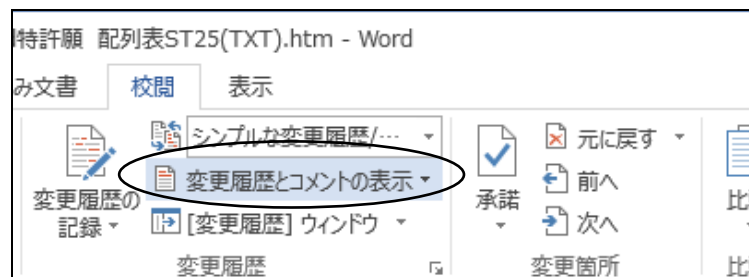 特許願 配列表ST25(TXT).htm - Word
み文書 校閲 表示
シンプルな変更履歴/…
変更履歴とコメントの表示
[変更履歴] ウィンドウ
変更履歴の
記録
変更履歴
承諾
元に戻す
前へ
次へ
変更箇所
比
比